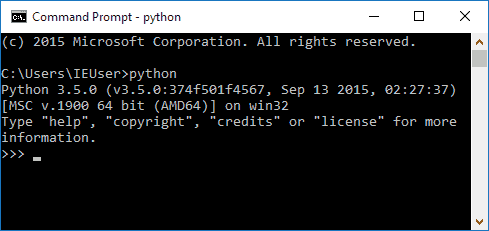 Command Prompt - python
(c) 2015 Microsoft Corporation. All rights reserved.
C:\Users\IEUser>python
Python 3.5.0 (v3.5.0:374f501f4567, Sep 13 2015, 02:27:37)
[MSC v.1900 64 bit (AMD64)] on win32
Type "help", "copyright", "credits" or "license" for more
information.
>>> _